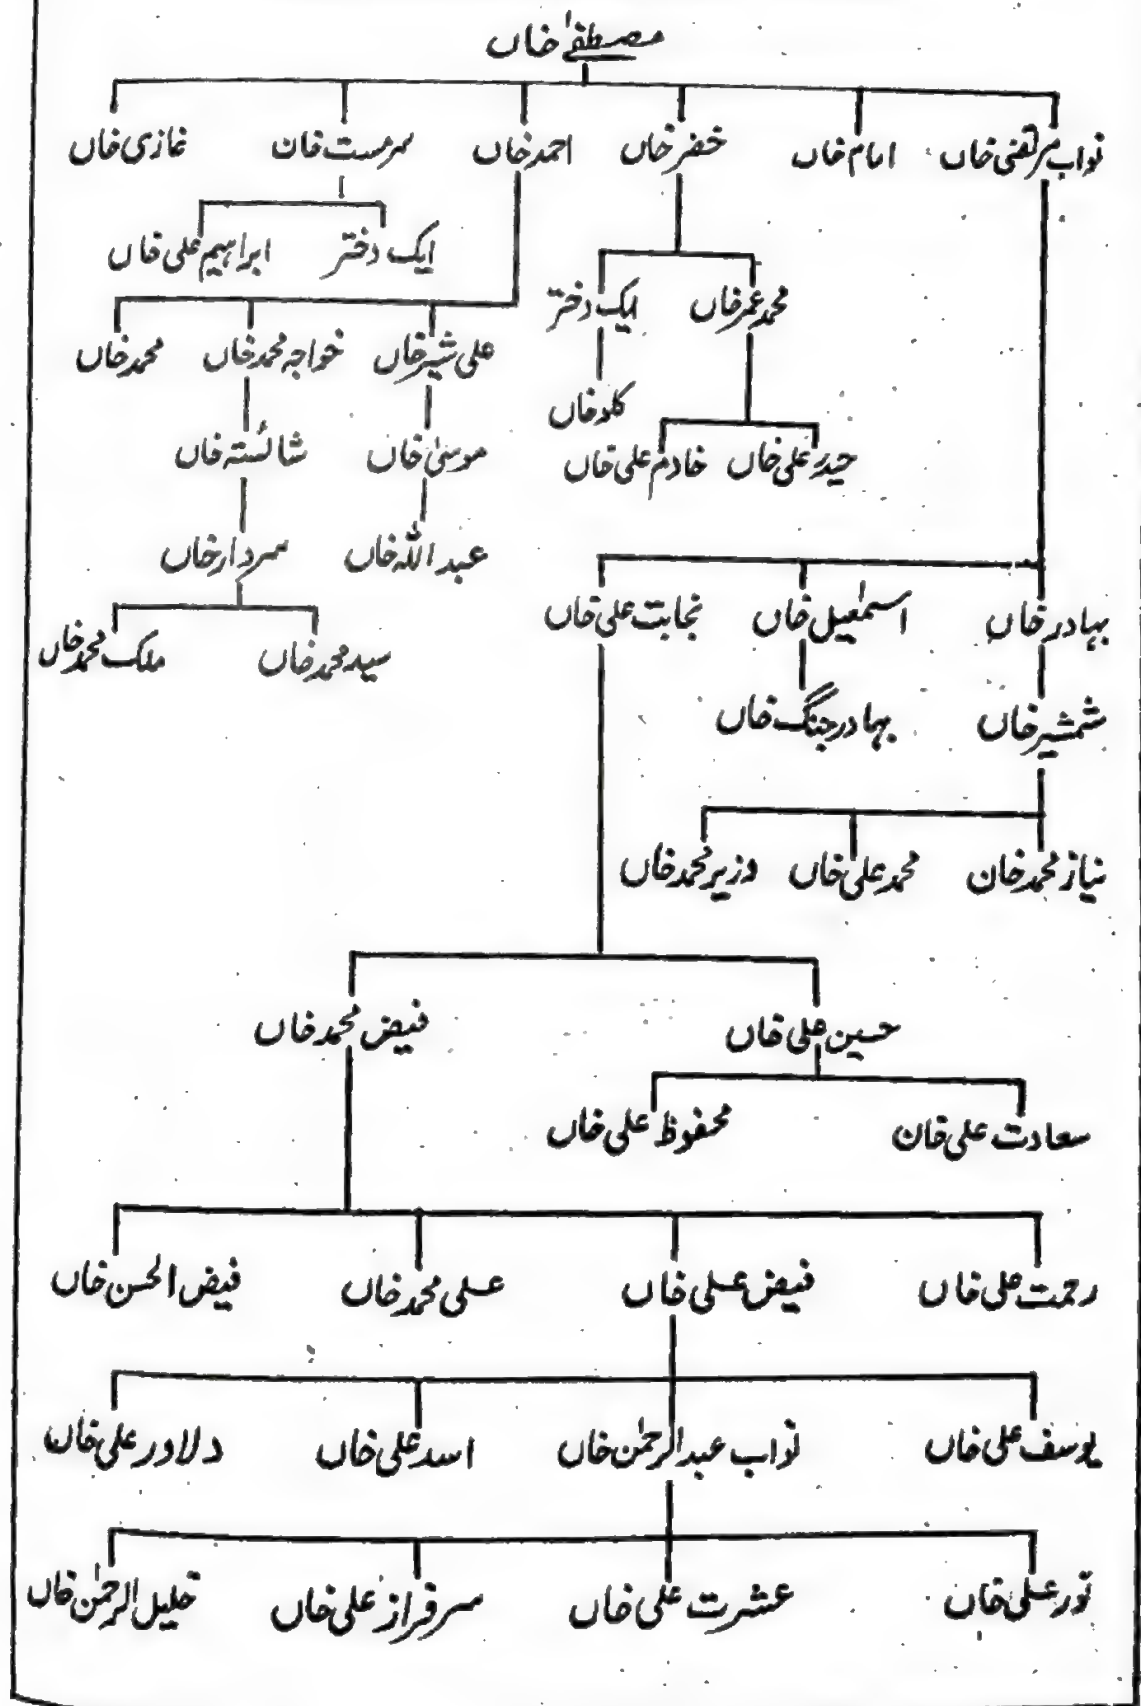 مصطفےٰ خاں
نواب مرتضیٰ خاں امام خاں خضر خاں احمد خاں سرمست خان غازی خاں
ایک دختر ابراہیم علی خاں
محمد عمر خاں ایک دختر
علی شیر خاں خواجہ محمد خاں محمد خاں
کلو خاں
حیدر علی خاں خادم علی خاں موسیٰ خاں شائستہ خاں
عبد اللہ خاں سردار خاں
بہادر خاں اسمٰعیل خاں نجابت علی خاں
سید محمد خاں ملک محمد خاں
شمشیر خاں بہادر جنگ خاں
نیاز محمد خان محمد علی خاں وزیر محمد خاں
حسین علی خاں فیض محمد خاں
سعادت علی خان محفوظ علی خاں
رحمت علی خاں فیض علی خاں علی محمد خاں فیض الحسن خاں
یوسف علی خاں نواب عبد الرحمٰن خاں اسد علی خاں دلاور علی خان
نور علی خاں عشرت علی خاں سرفراز علی خاں خلیل الرحمٰن خاں